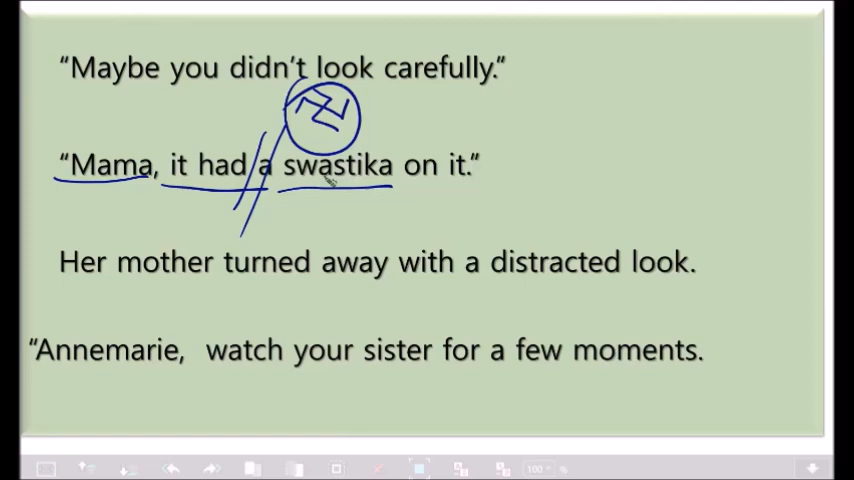 “Maybe you didn’t look carefully.“
“Mama, it had a swastika on it.”
Her mother turned away with a distracted look.
“Annemarie, watch your sister for a few moments.
100 %